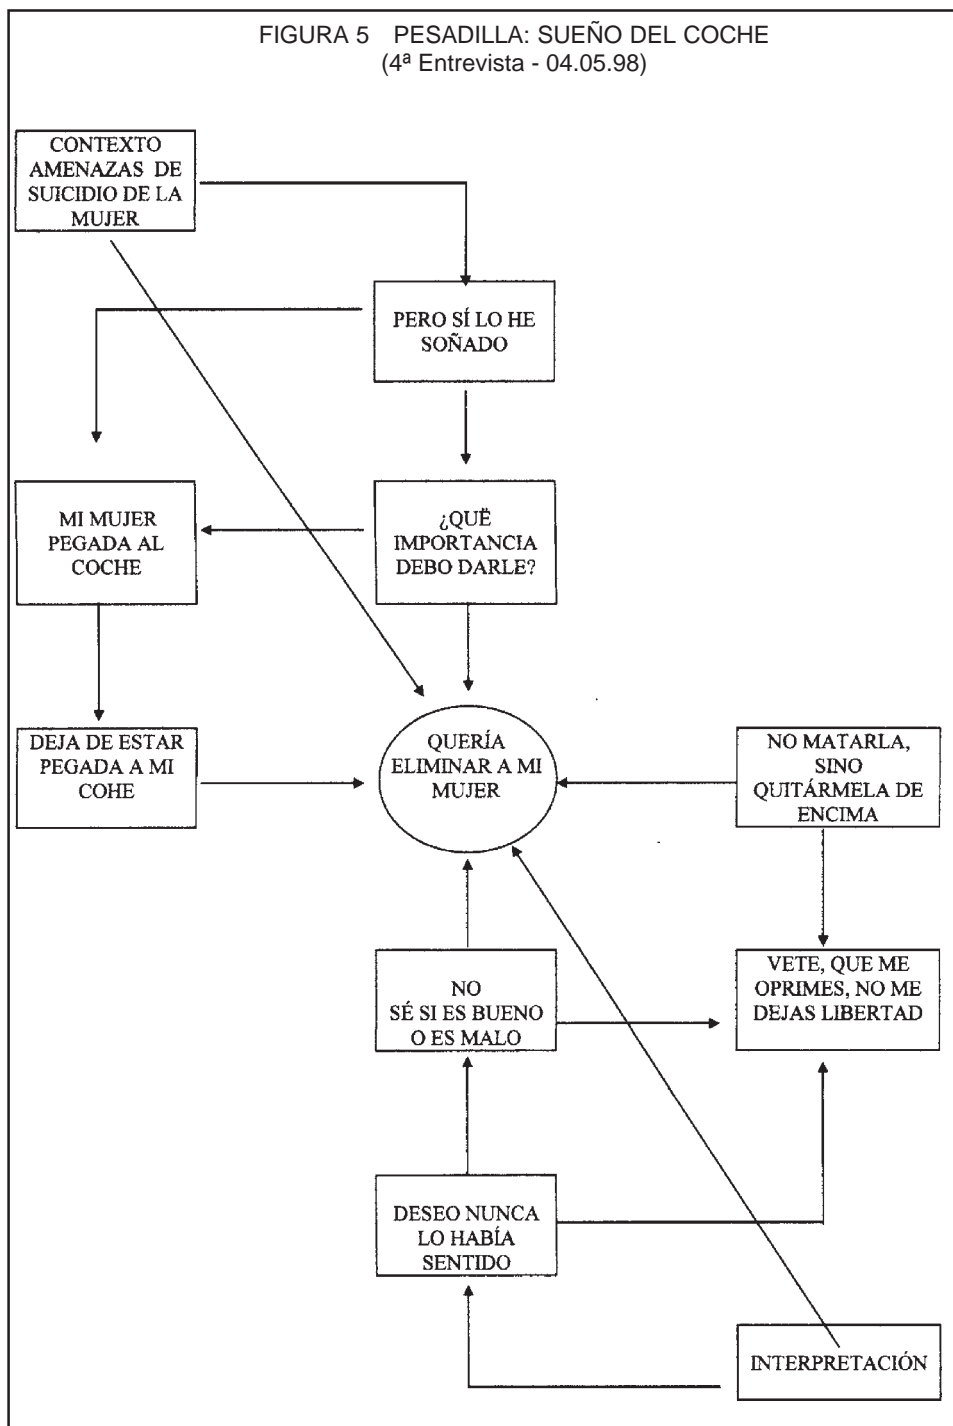 FIGURA 5 PESADILLA: SUEÑO DEL COCHE
(4ª Entrevista - 04.05.98)
CONTEXTO
AMENAZAS DE
SUICIDIO DE LA
MUJER
PERO SÍ LO HE
SOÑADO
MI MUJER
PEGADA AL
COCHE
¿QUË
IMPORTANCIA
DEBO DARLE?
DEJA DE ESTAR
PEGADA A MI
COHE
QUERÍA
ELIMINAR A MI
MUJER
NO MATARLA,
SINO
QUITÁRMELA DE
ENCIMA
NO
SÉ SI ES BUENO
O ES MALO
VETE, QUE ME
OPRIMES, NO ME
DEJAS LIBERTAD
DESEO NUNCA
LO HABÍA
SENTIDO
INTERPRETACIÓN